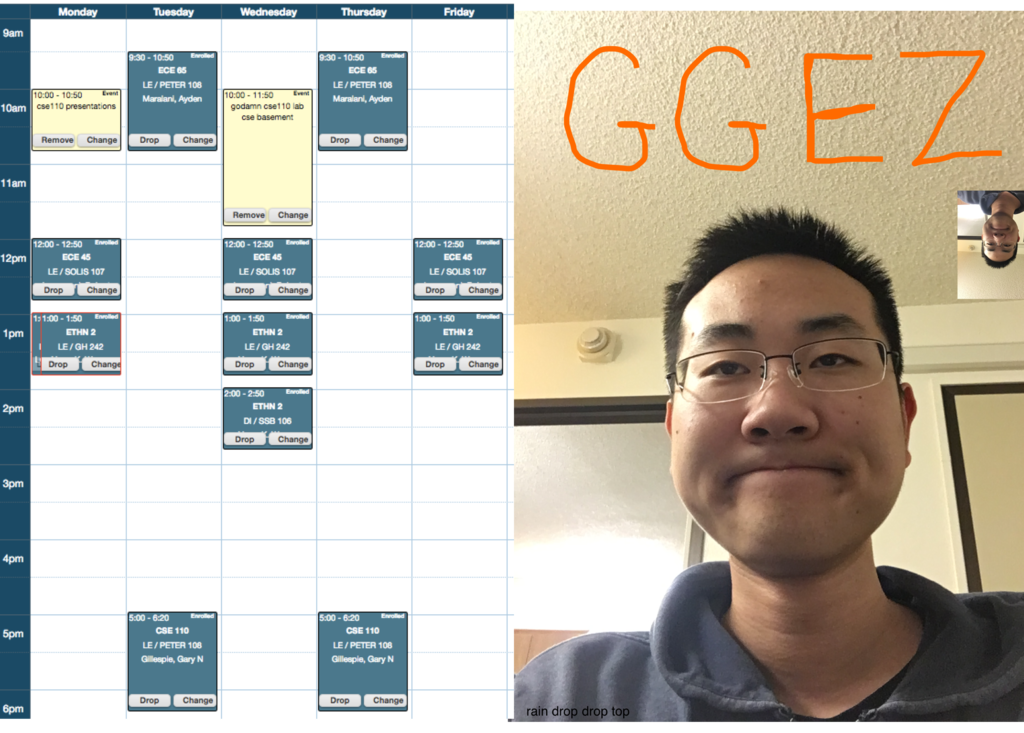 Monday Tuesday Wednesday Thursday Friday
9am
9:30 - 10:50 Enrolled
ECE 65
LE / PETER 108
Maralani, Ayden
Drop Change
9:30 - 10:50 Enrolled
ECE 65
LE / PETER 108
Maralani, Ayden
Drop Change
10am
10:00 - 10:50 Event
cse110 presentations
Remove Change
10:00 - 11:50 Event
godamn cse110 lab
cse basement
Remove Change
11am
12pm
12:00 - 12:50 Enrolled
ECE 45
LE / SOLIS 107
Drop Change
12:00 - 12:50 Enrolled
ECE 45
LE / SOLIS 107
Drop Change
12:00 - 12:50 Enrolled
ECE 45
LE / SOLIS 107
Drop Change
1pm
1:00 - 1:50 Enrolled
ETHN 2
LE / GH 242
Drop Change
1:00 - 1:50 Enrolled
ETHN 2
LE / GH 242
Drop Change
1:00 - 1:50 Enrolled
ETHN 2
LE / GH 242
Drop Change
2pm
2:00 - 2:50 Enrolled
ETHN 2
DI / SSB 106
Drop Change
3pm
4pm
5pm
5:00 - 6:20 Enrolled
CSE 110
LE / PETER 108
Gillespie, Gary N
Drop Change
5:00 - 6:20 Enrolled
CSE 110
LE / PETER 108
Gillespie, Gary N
Drop Change
6pm
GGEZ
rain drop drop top